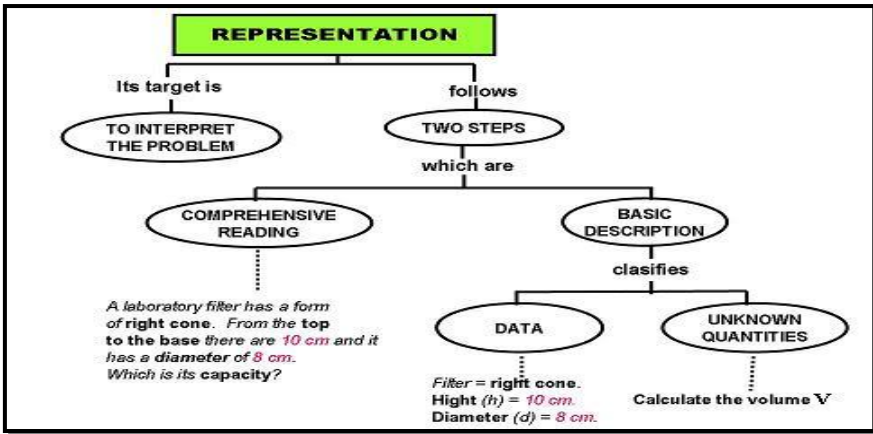 REPRESENTATION
Its target is
follows
TO INTERPRET
THE PROBLEM
TWO STEPS
which are
COMPREHENSIVE
READING
BASIC
DESCRIPTION
clasifies
A laboratory filter has a form
of right cone. From the top
to the base there are 10 cm and it
has a diameter of 8 cm.
Which is its capacity?
DATA
UNKNOWN
QUANTITIES
Filter = right cone.
Hight (h) = 10 cm.
Diameter (d) = 8 cm.
Calculate the volume V